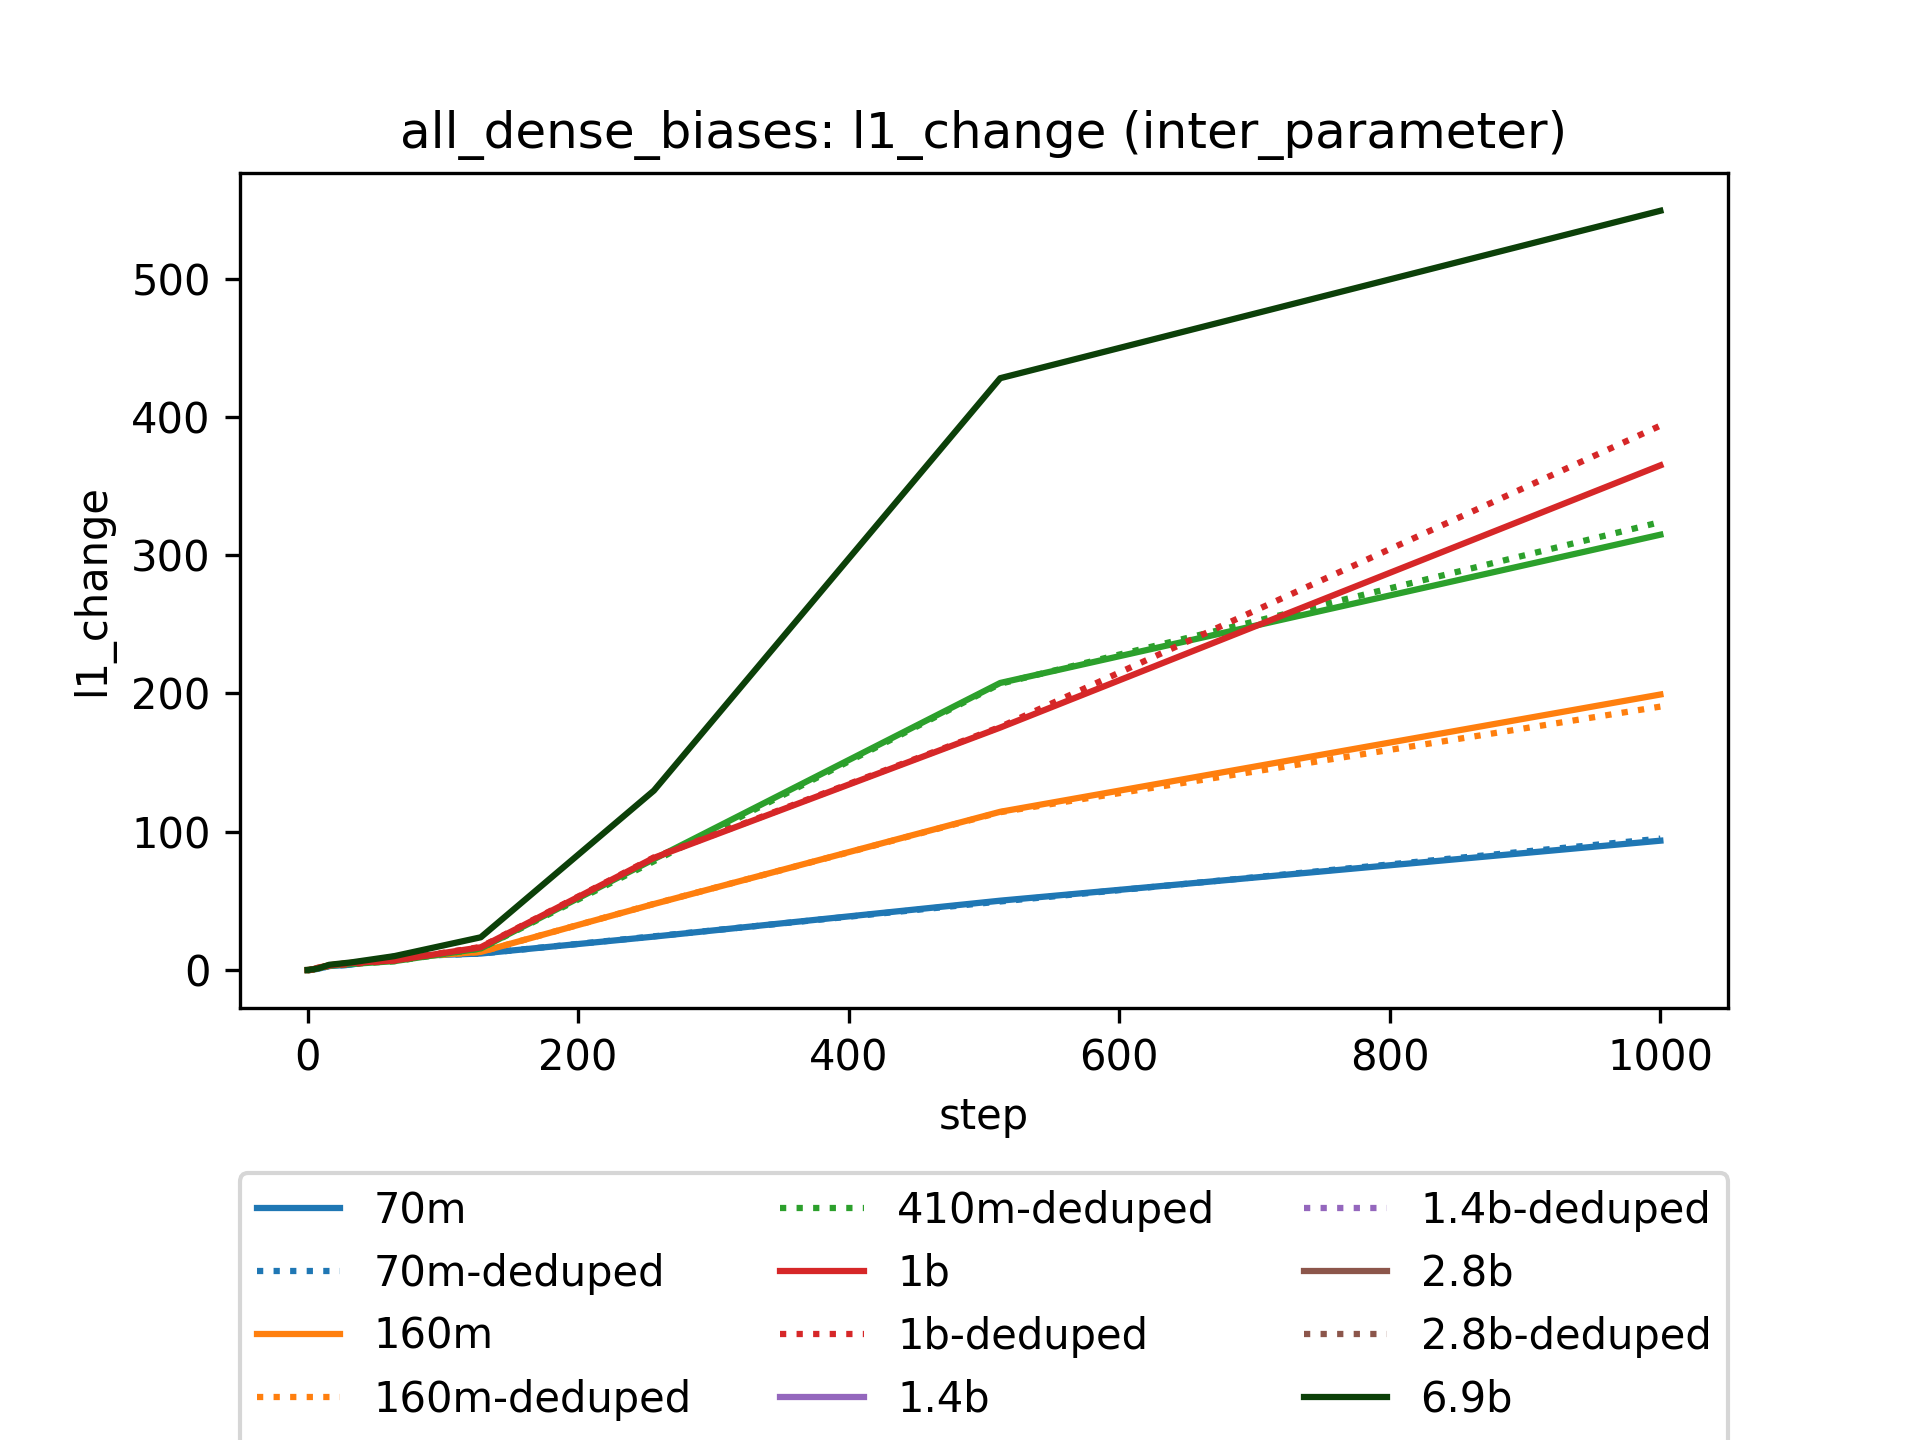 all_dense_biases: l1_change (inter_parameter)
500
400
300
200
100
0
l1_change
0 200 400 600 800 1000
step
70m 410m-deduped 1.4b-deduped
70m-deduped 1b 2.8b
160m 1b-deduped 2.8b-deduped
160m-deduped 1.4b 6.9b